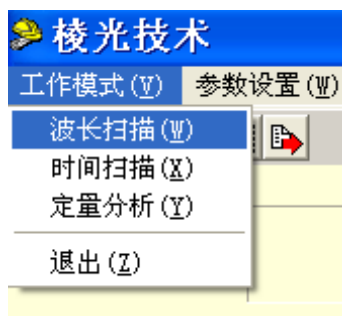 棱光技术
工作模式(V) 参数设置(W)
波长扫描(W)
时间扫描(X)
定量分析(Y)
退出(Z)